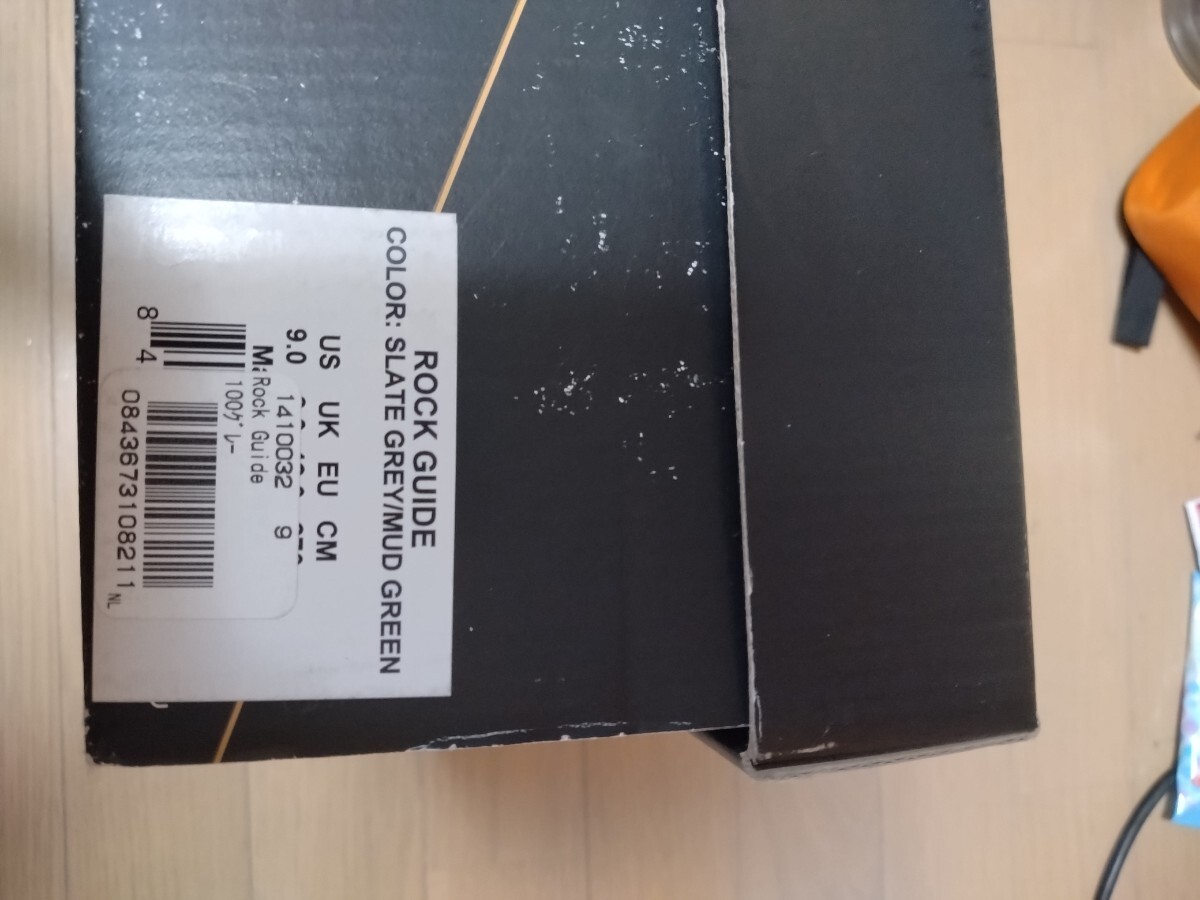 ROCK GUIDE
COLOR: SLATE GREY/MUD GREEN
US UK EU CM
9.0
1410032 9
M:Rock Guide
100グレー
8 4
0843673108211 NL